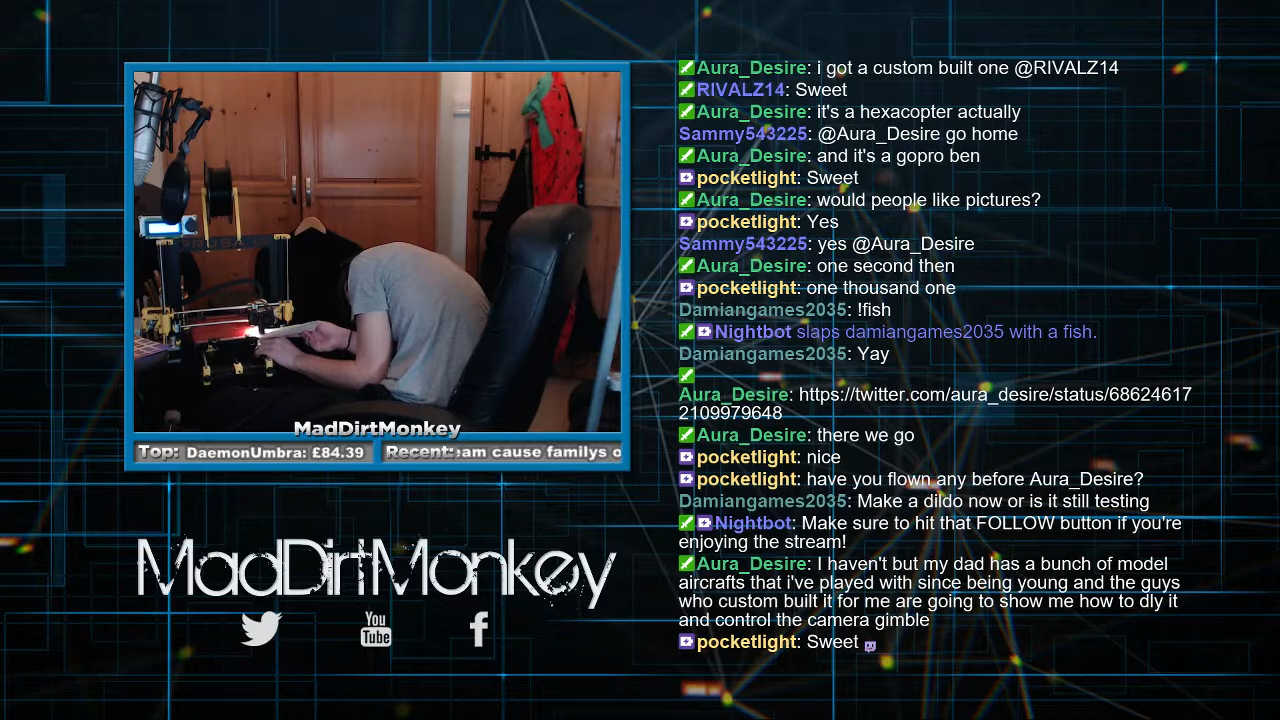 Aura_Desire: i got a custom built one @RIVALZ14
RIVALZ14: Sweet
Aura_Desire: it's a hexacopter actually
Sammy543225: @Aura_Desire go home
Aura_Desire: and it's a gopro ben
pocketlight: Sweet
Aura_Desire: would people like pictures?
pocketlight: Yes
Sammy543225: yes @Aura_Desire
Aura_Desire: one second then
pocketlight: one thousand one
Damiangames2035: !fish
Nightbot slaps damiangames2035 with a fish.
Damiangames2035: Yay
Aura_Desire: https://twitter.com/aura_desire/status/68624617
2109979648
Aura_Desire: there we go
pocketlight: nice
pocketlight: have you flown any before Aura_Desire?
Damiangames2035: Make a dildo now or is it still testing
Nightbot: Make sure to hit that FOLLOW button if you're
enjoying the stream!
Aura_Desire: I haven't but my dad has a bunch of model
aircrafts that i've played with since being young and the guys
who custom built it for me are going to show me how to dly it
and control the camera gimble
pocketlight: Sweet
PRUSA
MadDirtMonkey
Top: DaemonUmbra: £84.39
Recent: eam cause familys o
MadDirtMonkey
You
Tube